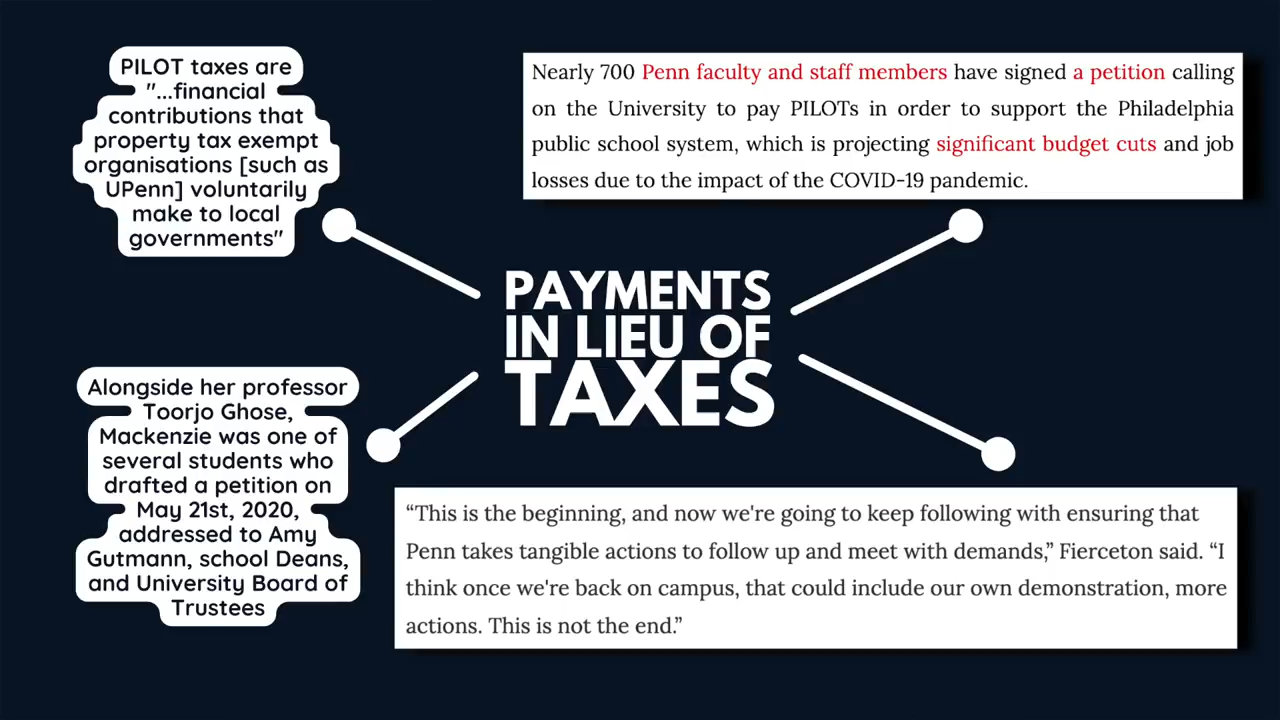 PILOT taxes are
"...financial
contributions that
property tax exempt
organisations [such as
UPenn] voluntarily
make to local
governments"
Nearly 700 Penn faculty and staff members have signed a petition calling
on the University to pay PILOTs in order to support the Philadelphia
public school system, which is projecting significant budget cuts and job
losses due to the impact of the COVID-19 pandemic.
PAYMENTS
IN LIEU OF
TAXES
Alongside her professor
Toorjo Ghose,
Mackenzie was one of
several students who
drafted a petition on
May 21st, 2020,
addressed to Amy
Gutmann, school Deans,
and University Board of
Trustees
“This is the beginning, and now we're going to keep following with ensuring that
Penn takes tangible actions to follow up and meet with demands,” Fierceton said. “I
think once we're back on campus, that could include our own demonstration, more
actions. This is not the end.”